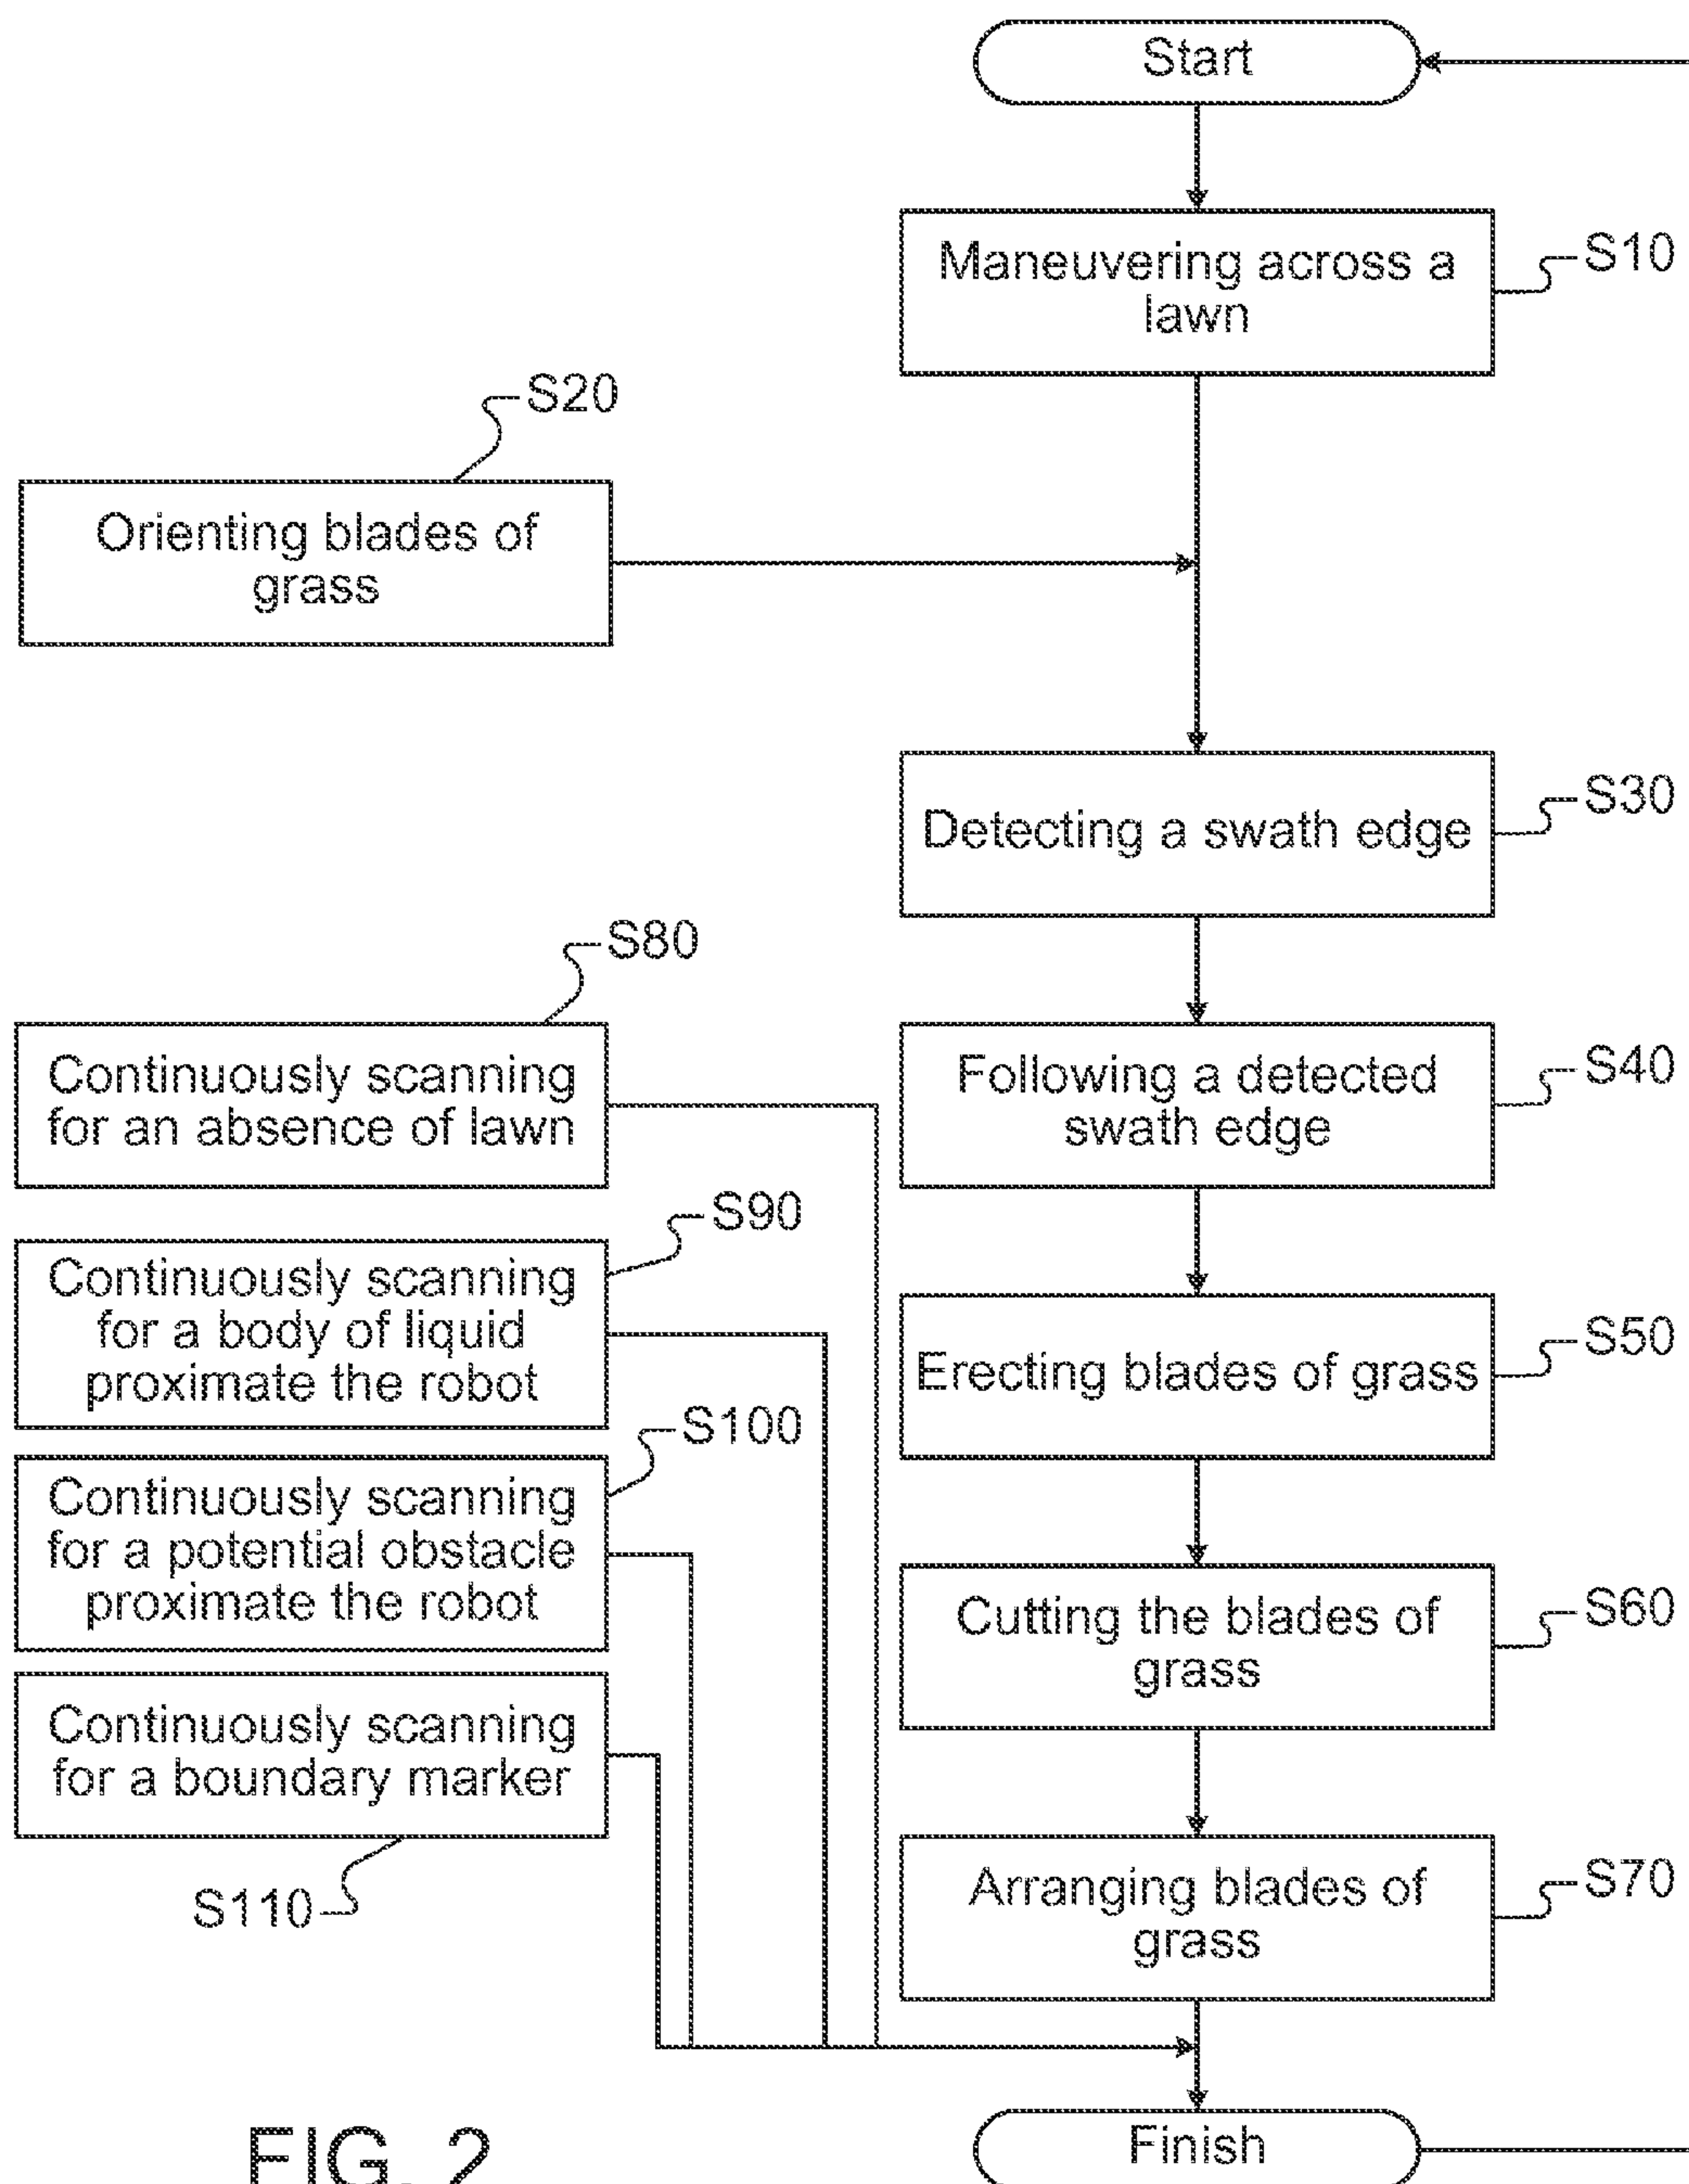 Start
Maneuvering across a
lawn
S10
S20
Orienting blades of
grass
Detecting a swath edge
S30
S80
Continuously scanning
for an absence of lawn
Following a detected
swath edge
S40
S90
Continuously scanning
for a body of liquid
proximate the robot
Erecting blades of grass
S50
S100
Continuously scanning
for a potential obstacle
proximate the robot
Cutting the blades of
grass
S60
Continuously scanning
for a boundary marker
S110
Arranging blades of
grass
S70
Finish
FIG. 2